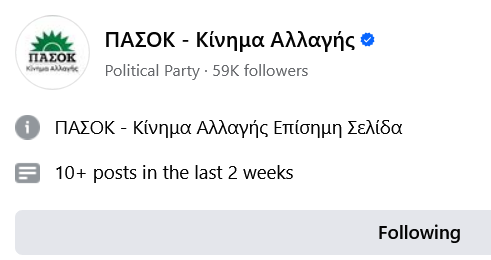 ΠΑΣΟΚ
Κίνημα Αλλαγής
ΠΑΣΟΚ - Κίνημα Αλλαγής
Political Party · 59K followers
ΠΑΣΟΚ - Κίνημα Αλλαγής Επίσημη Σελίδα
10+ posts in the last 2 weeks
Following